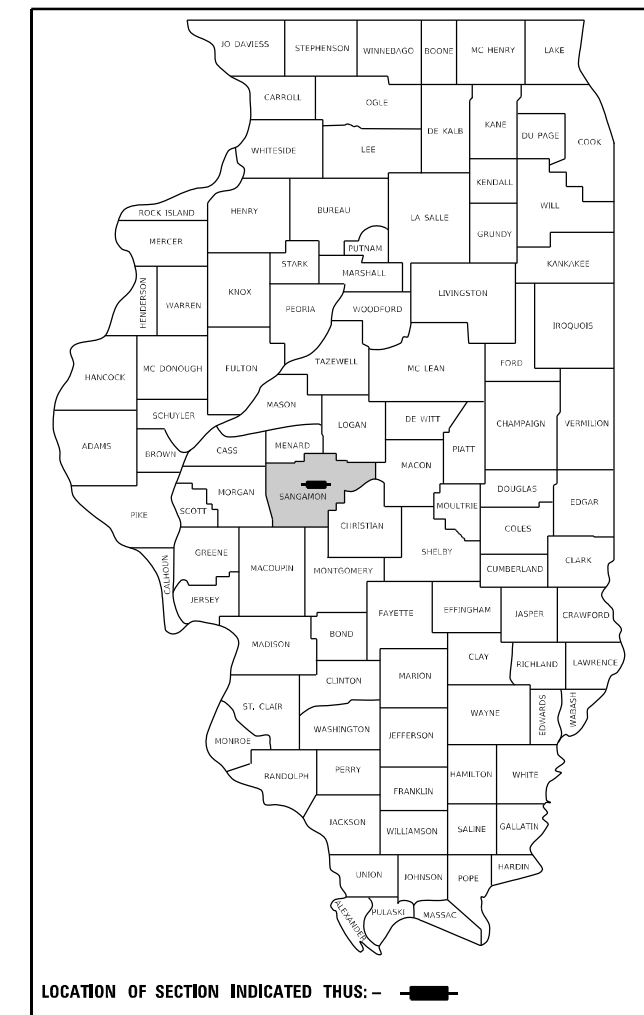 JO DAVIESS
STEPHENSON
WINNEBAGO
BOONE
MC HENRY
LAKE
CARROLL
OGLE
DE KALB
KANE
DU PAGE
COOK
WHITESIDE
LEE
KENDALL
WILL
ROCK ISLAND
HENRY
BUREAU
LA SALLE
GRUNDY
MERCER
PUTNAM
STARK
MARSHALL
KANKAKEE
HENDERSON
WARREN
KNOX
PEORIA
WOODFORD
LIVINGSTON
IROQUOIS
HANCOCK
MC DONOUGH
FULTON
TAZEWELL
MC LEAN
FORD
SCHUYLER
MASON
LOGAN
DE WITT
CHAMPAIGN
VERMILION
ADAMS
BROWN
CASS
MENARD
MACON
PIATT
PIKE
SCOTT
MORGAN
SANGAMON
CHRISTIAN
MOULTRIE
DOUGLAS
EDGAR
COLES
SHELBY
CALHOUN
GREENE
MACOUPIN
MONTGOMERY
CUMBERLAND
CLARK
JERSEY
FAYETTE
EFFINGHAM
JASPER
CRAWFORD
MADISON
BOND
CLAY
RICHLAND
LAWRENCE
CLINTON
MARION
ST. CLAIR
WAYNE
EDWARDS
WABASH
MONROE
WASHINGTON
JEFFERSON
RANDOLPH
PERRY
HAMILTON
WHITE
FRANKLIN
JACKSON
WILLIAMSON
SALINE
GALLATIN
UNION
JOHNSON
POPE
HARDIN
ALEXANDER
PULASKI
MASSAC
LOCATION OF SECTION INDICATED THUS: –